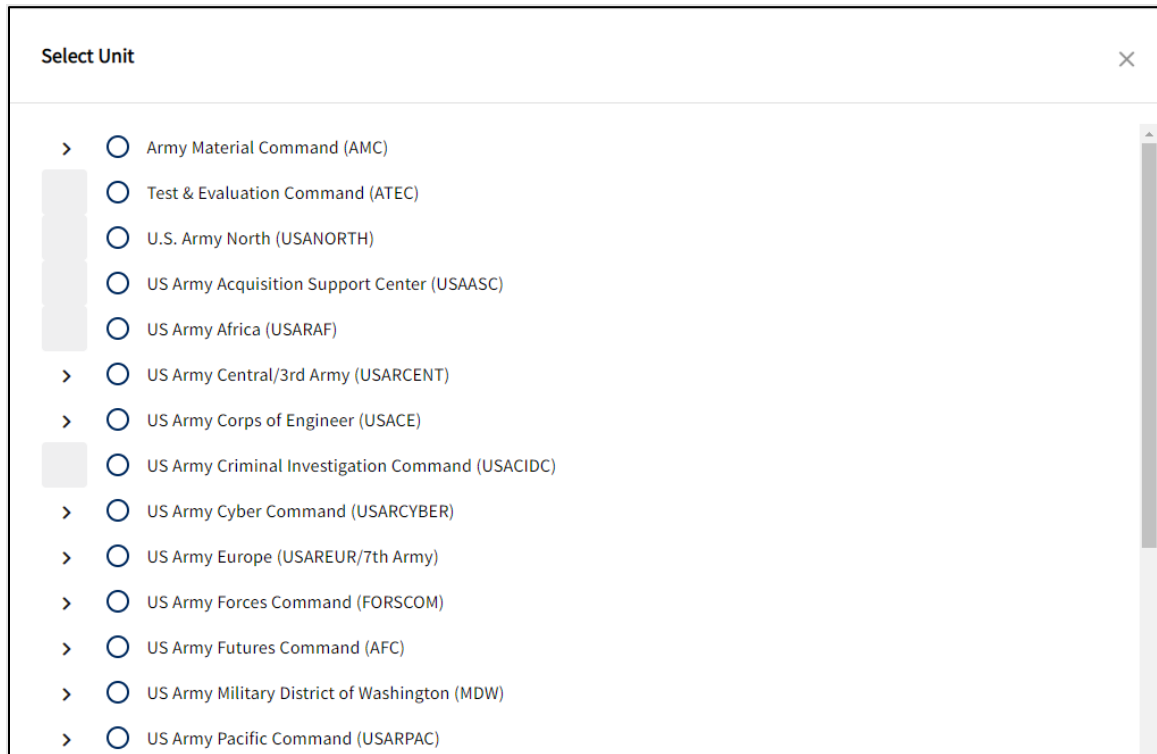 Select Unit
Army Material Command (AMC)
Test & Evaluation Command (ATEC)
U.S. Army North (USANORTH)
US Army Acquisition Support Center (USAASC)
US Army Africa (USARAF)
US Army Central/3rd Army (USARCENT)
US Army Corps of Engineer (USACE)
US Army Criminal Investigation Command (USACIDC)
US Army Cyber Command (USARCYBER)
US Army Europe (USAREUR/7th Army)
US Army Forces Command (FORSCOM)
US Army Futures Command (AFC)
US Army Military District of Washington (MDW)
US Army Pacific Command (USARPAC)